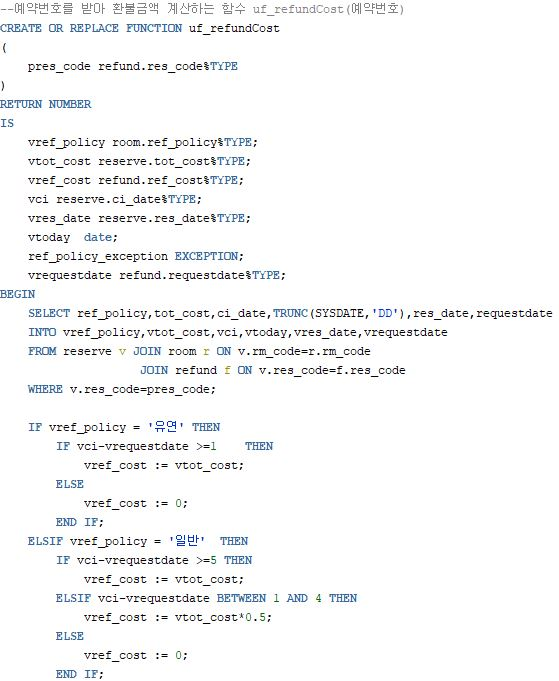 --예약번호를 받아 환불금액 계산하는 함수 uf_refundCost(예약번호)
CREATE OR REPLACE FUNCTION uf_refundCost
(
    pres_code refund.res_code%TYPE
)
RETURN NUMBER
IS
    vref_policy room.ref_policy%TYPE;
    vtot_cost reserve.tot_cost%TYPE;
    vref_cost refund.ref_cost%TYPE;
    vci reserve.ci_date%TYPE;
    vres_date reserve.res_date%TYPE;
    vtoday  date;
    ref_policy_exception EXCEPTION;
    vrequestdate refund.requestdate%TYPE;
BEGIN
    SELECT ref_policy,tot_cost,ci_date,TRUNC(SYSDATE,'DD'),res_date,requestdate
    INTO vref_policy,vtot_cost,vci,vtoday,vres_date,vrequestdate
    FROM reserve v JOIN room r ON v.rm_code=r.rm_code
                   JOIN refund f ON v.res_code=f.res_code
    WHERE v.res_code=pres_code;

    IF vref_policy = '유연' THEN
        IF vci-vrequestdate >=1    THEN
            vref_cost := vtot_cost;
        ELSE
            vref_cost := 0;
        END IF;
    ELSIF vref_policy = '일반'  THEN
        IF vci-vrequestdate >=5 THEN
            vref_cost := vtot_cost;
        ELSIF vci-vrequestdate BETWEEN 1 AND 4 THEN
            vref_cost := vtot_cost*0.5;
        ELSE
            vref_cost := 0;
        END IF;